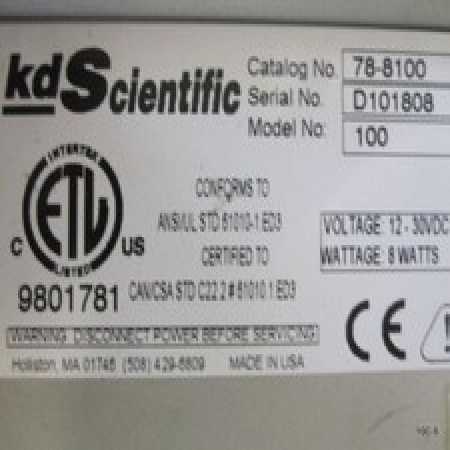 kdScientific
Catalog No. 78-8100
Serial No. D101808
Model No: 100
INTERTEK
ETL
LISTED
C US
9801781
CONFORMS TO
ANSI/UL STD 61010-1 ED3
CERTIFIED TO
CAN/CSA STD C22.2 # 61010.1 ED3
VOLTAGE: 12 - 30VDC
WATTAGE: 8 WATTS
CE
WARNING: DISCONNECT POWER BEFORE SERVICING
Holliston, MA 01746 (508) 429-6809 MADE IN USA